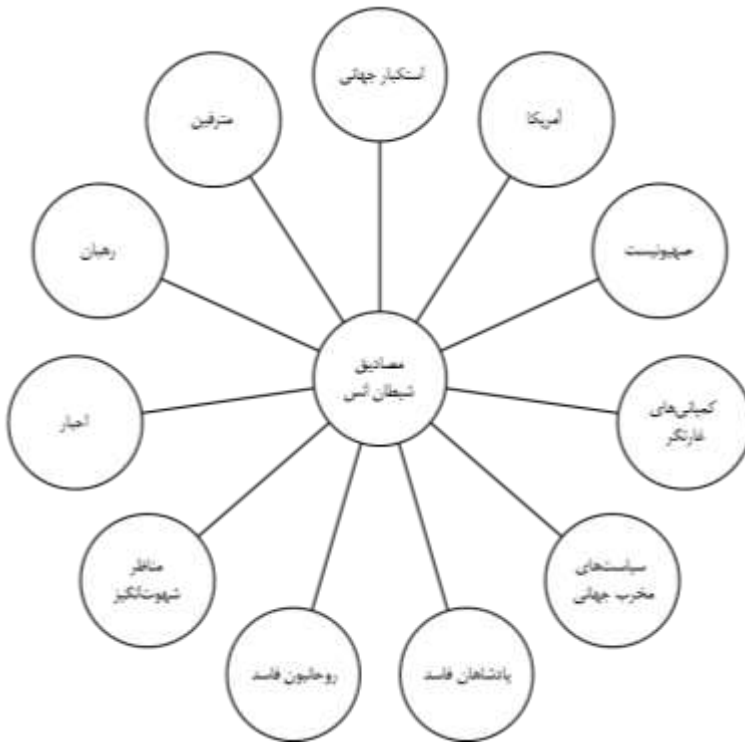 استکبار جهانی
آمریکا
صهیونیست
کمپانی‌های
غارتگر
سیاست‌های
مخرب جهانی
پادشاهان فاسد
روحانیون فاسد
مناظر
شهوت‌انگیز
احبار
رهبان
مترفین
مصادیق
شیطان انس